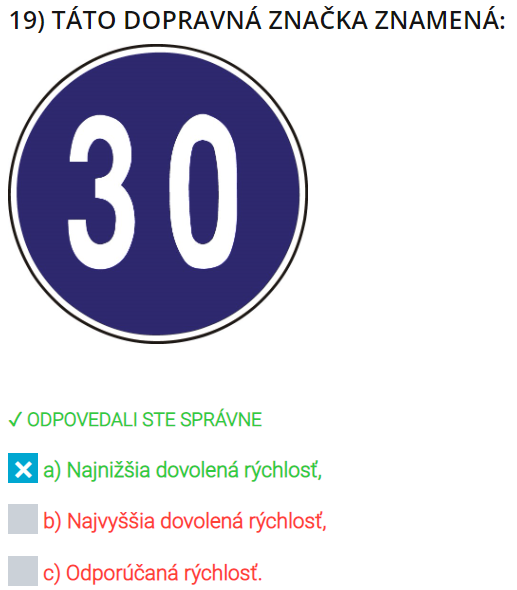 19) TÁTO DOPRAVNÁ ZNAČKA ZNAMENÁ:
30
✓ ODPOVEDALI STE SPRÁVNE
a) Najnižšia dovolená rýchlosť,
b) Najvyššia dovolená rýchlosť,
c) Odporúčaná rýchlosť.